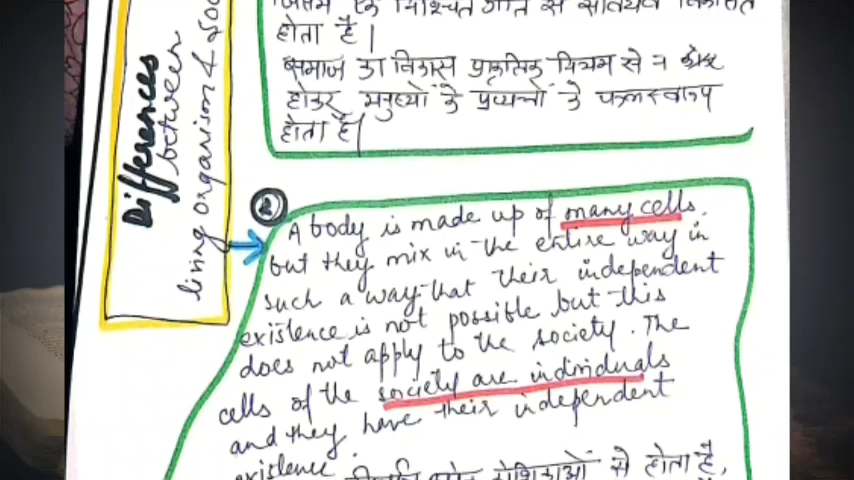 Differences
between
living organism &
होता है |
समाज का विकास प्राकृतिक नियम से न
होकर मनुष्यों के प्रयत्नों के फलस्वरूप
होता है |
2
A body is made up of many cells.
but they mix in the entire way in
such a way that their independent
existence is not possible but this
does not apply to the society. The
cells of the society are individuals
and they have their independent
existence.
से होता है,